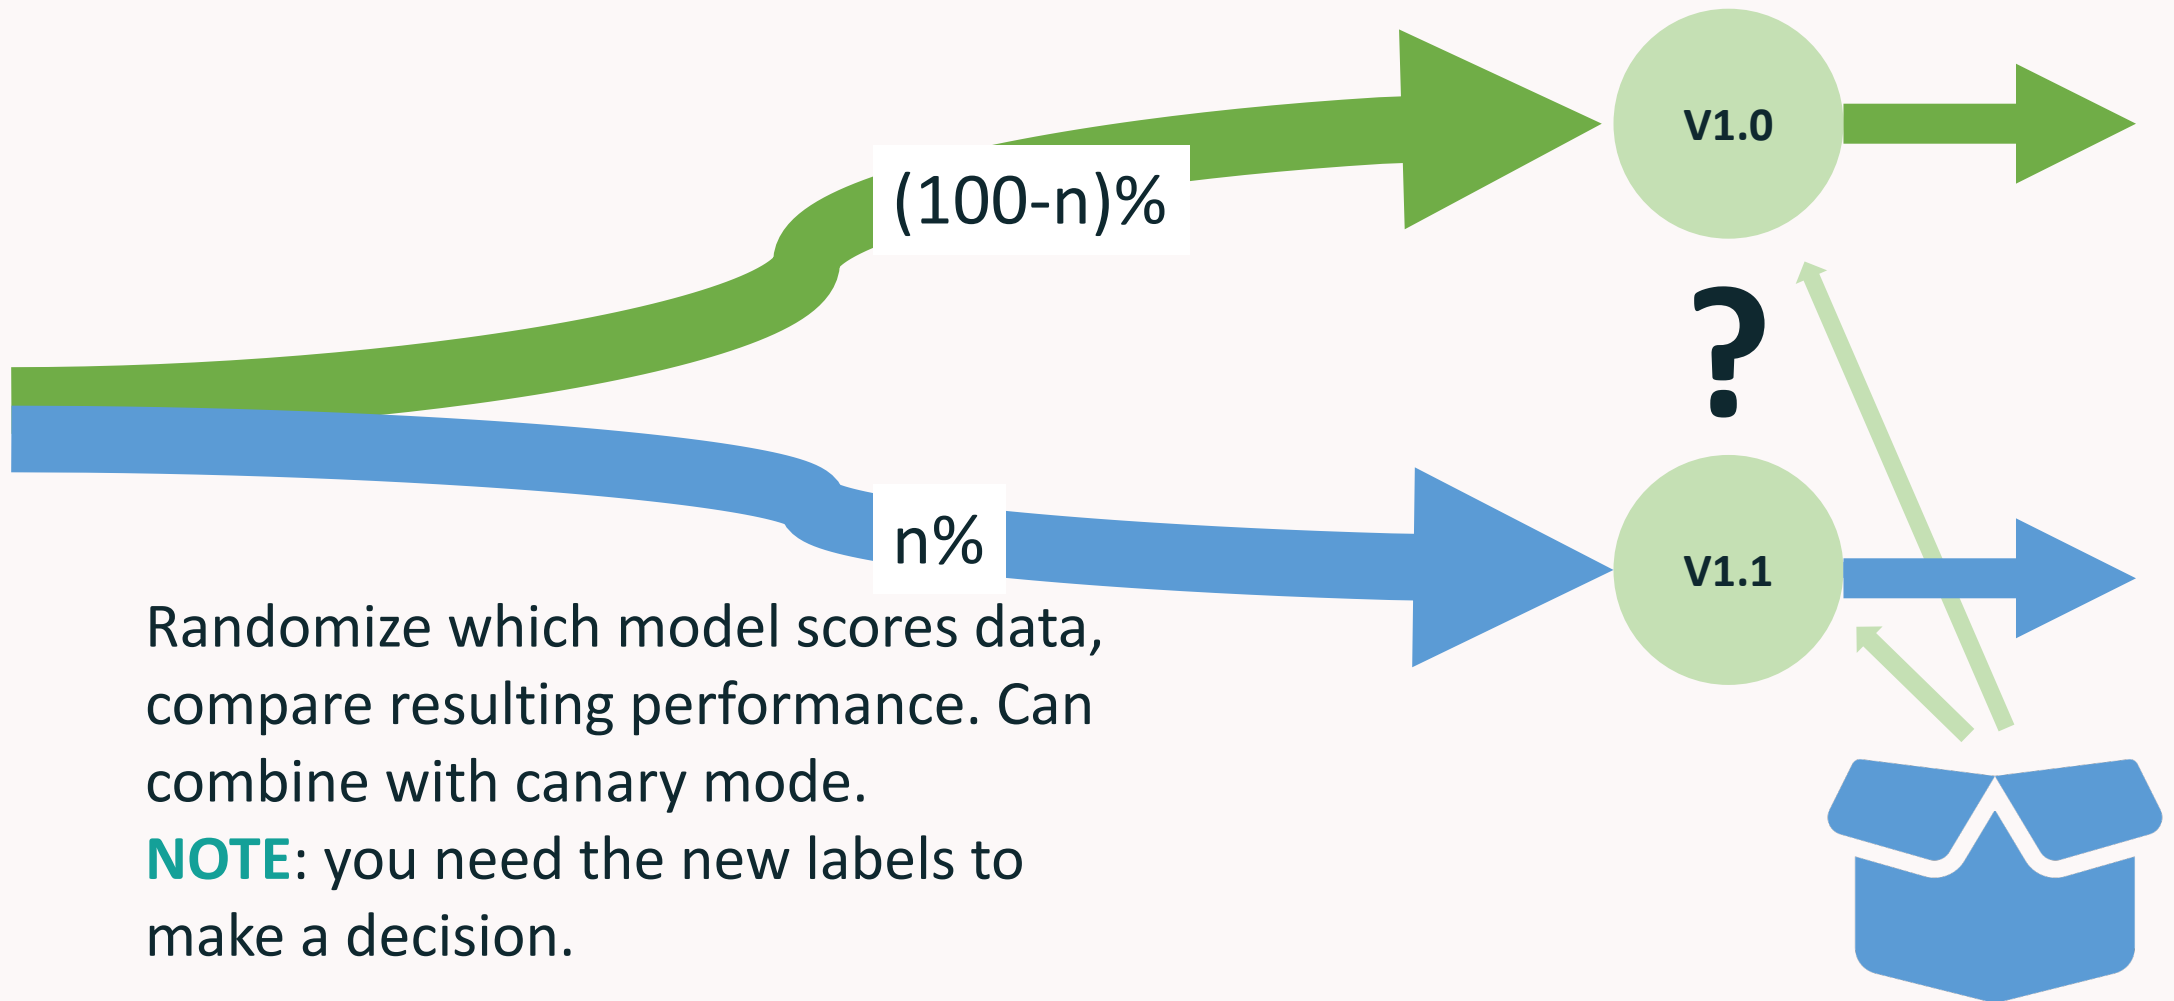 (100-n)%
V1.0
?
n%
V1.1
Randomize which model scores data,
compare resulting performance. Can
combine with canary mode.
NOTE: you need the new labels to
make a decision.